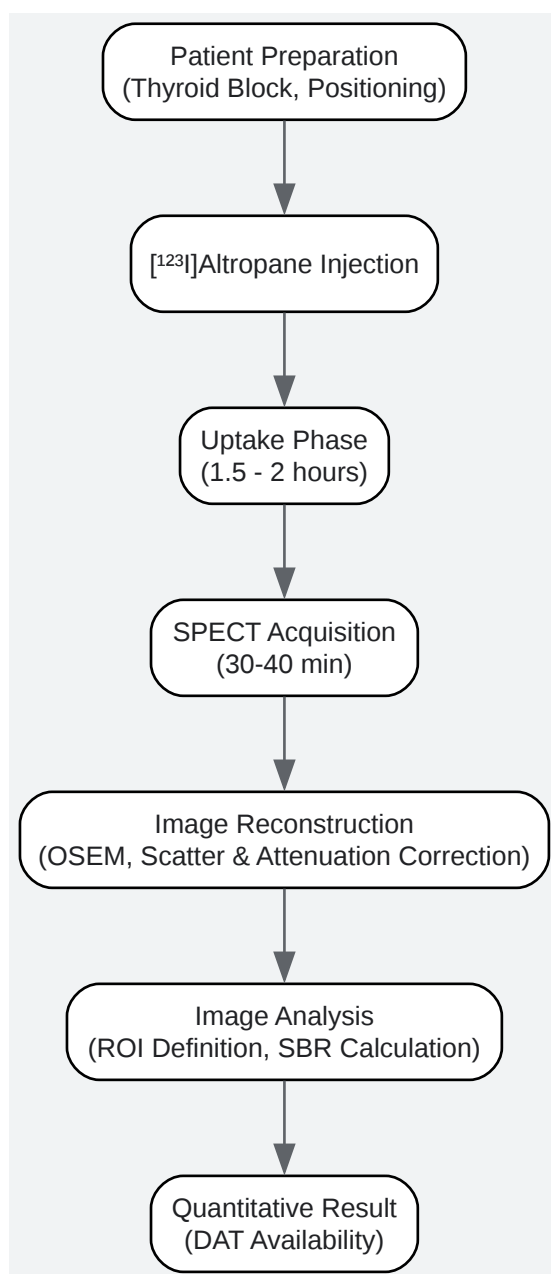 Patient Preparation
(Thyroid Block, Positioning)
[¹²³I]Altropane Injection
Uptake Phase
(1.5 - 2 hours)
SPECT Acquisition
(30-40 min)
Image Reconstruction
(OSEM, Scatter & Attenuation Correction)
Image Analysis
(ROI Definition, SBR Calculation)
Quantitative Result
(DAT Availability)